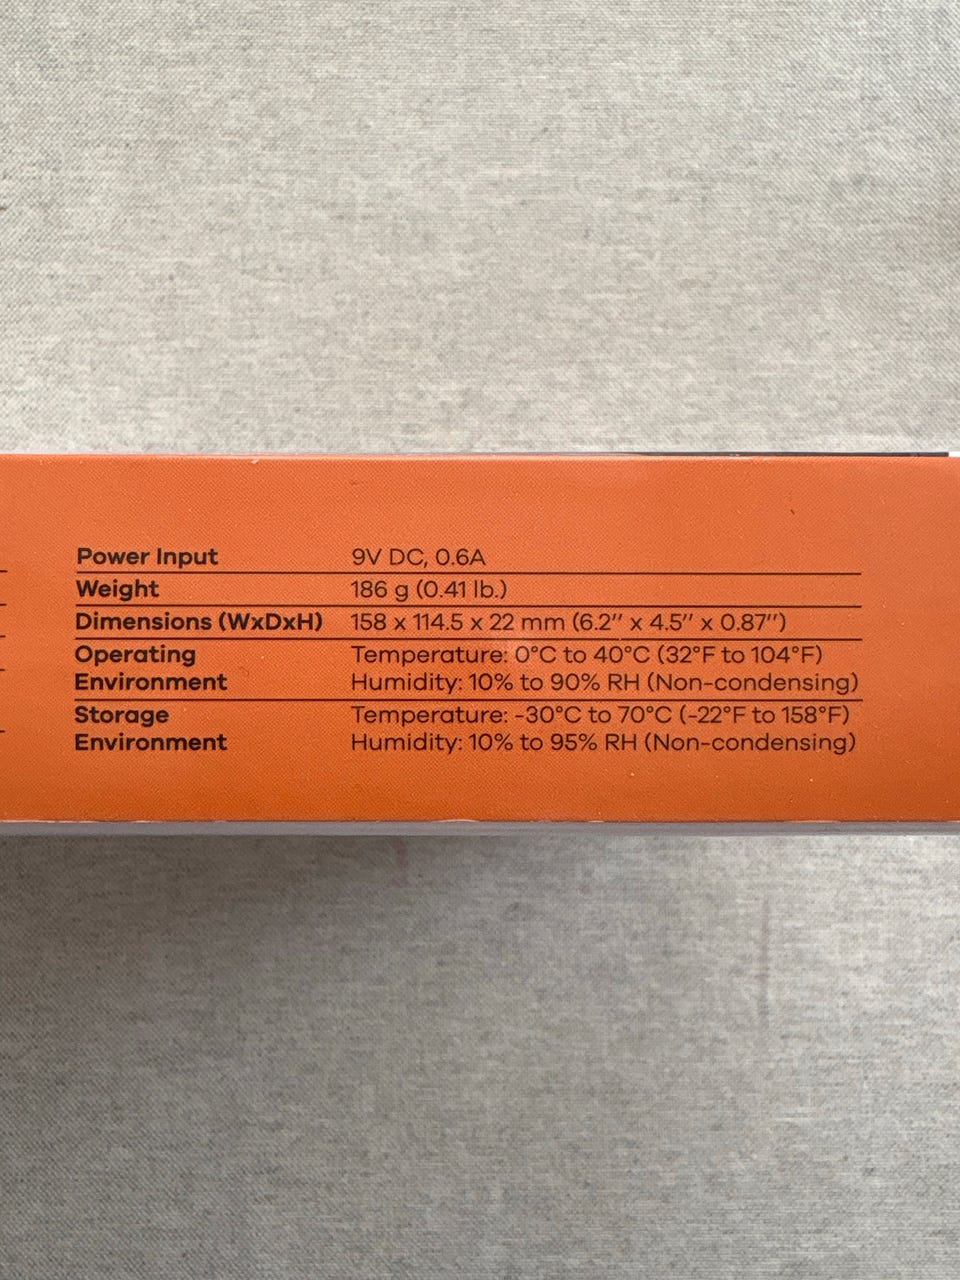 Power Input 9V DC, 0.6A
Weight 186 g (0.41 lb.)
Dimensions (WxDxH) 158 x 114.5 x 22 mm (6.2″ x 4.5″ x 0.87″)
Operating Temperature: 0°C to 40°C (32°F to 104°F)
Environment Humidity: 10% to 90% RH (Non-condensing)
Storage Temperature: -30°C to 70°C (-22°F to 158°F)
Environment Humidity: 10% to 95% RH (Non-condensing)